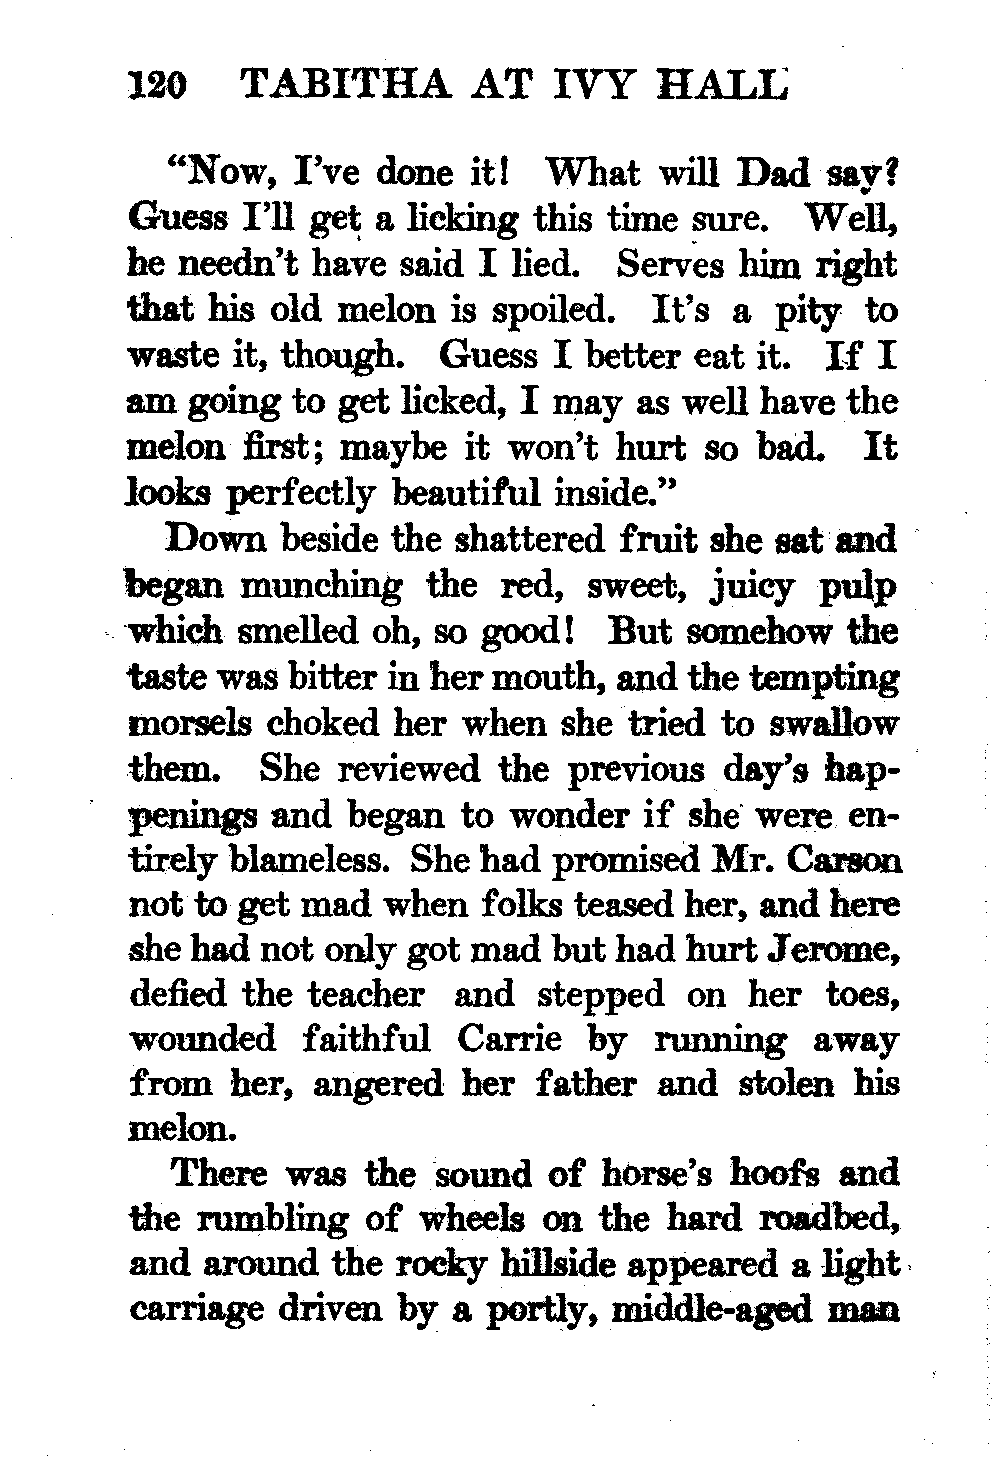 120 TABITHA AT IVY HALL
“Now, I’ve done it! What will Dad say?
Guess I’ll get a licking this time sure. Well,
he needn’t have said I lied. Serves him right
that his old melon is spoiled. It’s a pity to
waste it, though. Guess I better eat it. If I
am going to get licked, I may as well have the
melon first; maybe it won’t hurt so bad. It
looks perfectly beautiful inside.”
Down beside the shattered fruit she sat and
began munching the red, sweet, juicy pulp
which smelled oh, so good! But somehow the
taste was bitter in her mouth, and the tempting
morsels choked her when she tried to swallow
them. She reviewed the previous day’s hap-
penings and began to wonder if she were en-
tirely blameless. She had promised Mr. Carson
not to get mad when folks teased her, and here
she had not only got mad but had hurt Jerome,
defied the teacher and stepped on her toes,
wounded faithful Carrie by running away
from her, angered her father and stolen his
melon.
There was the sound of horse’s hoofs and
the rumbling of wheels on the hard roadbed,
and around the rocky hillside appeared a light
carriage driven by a portly, middle-aged man